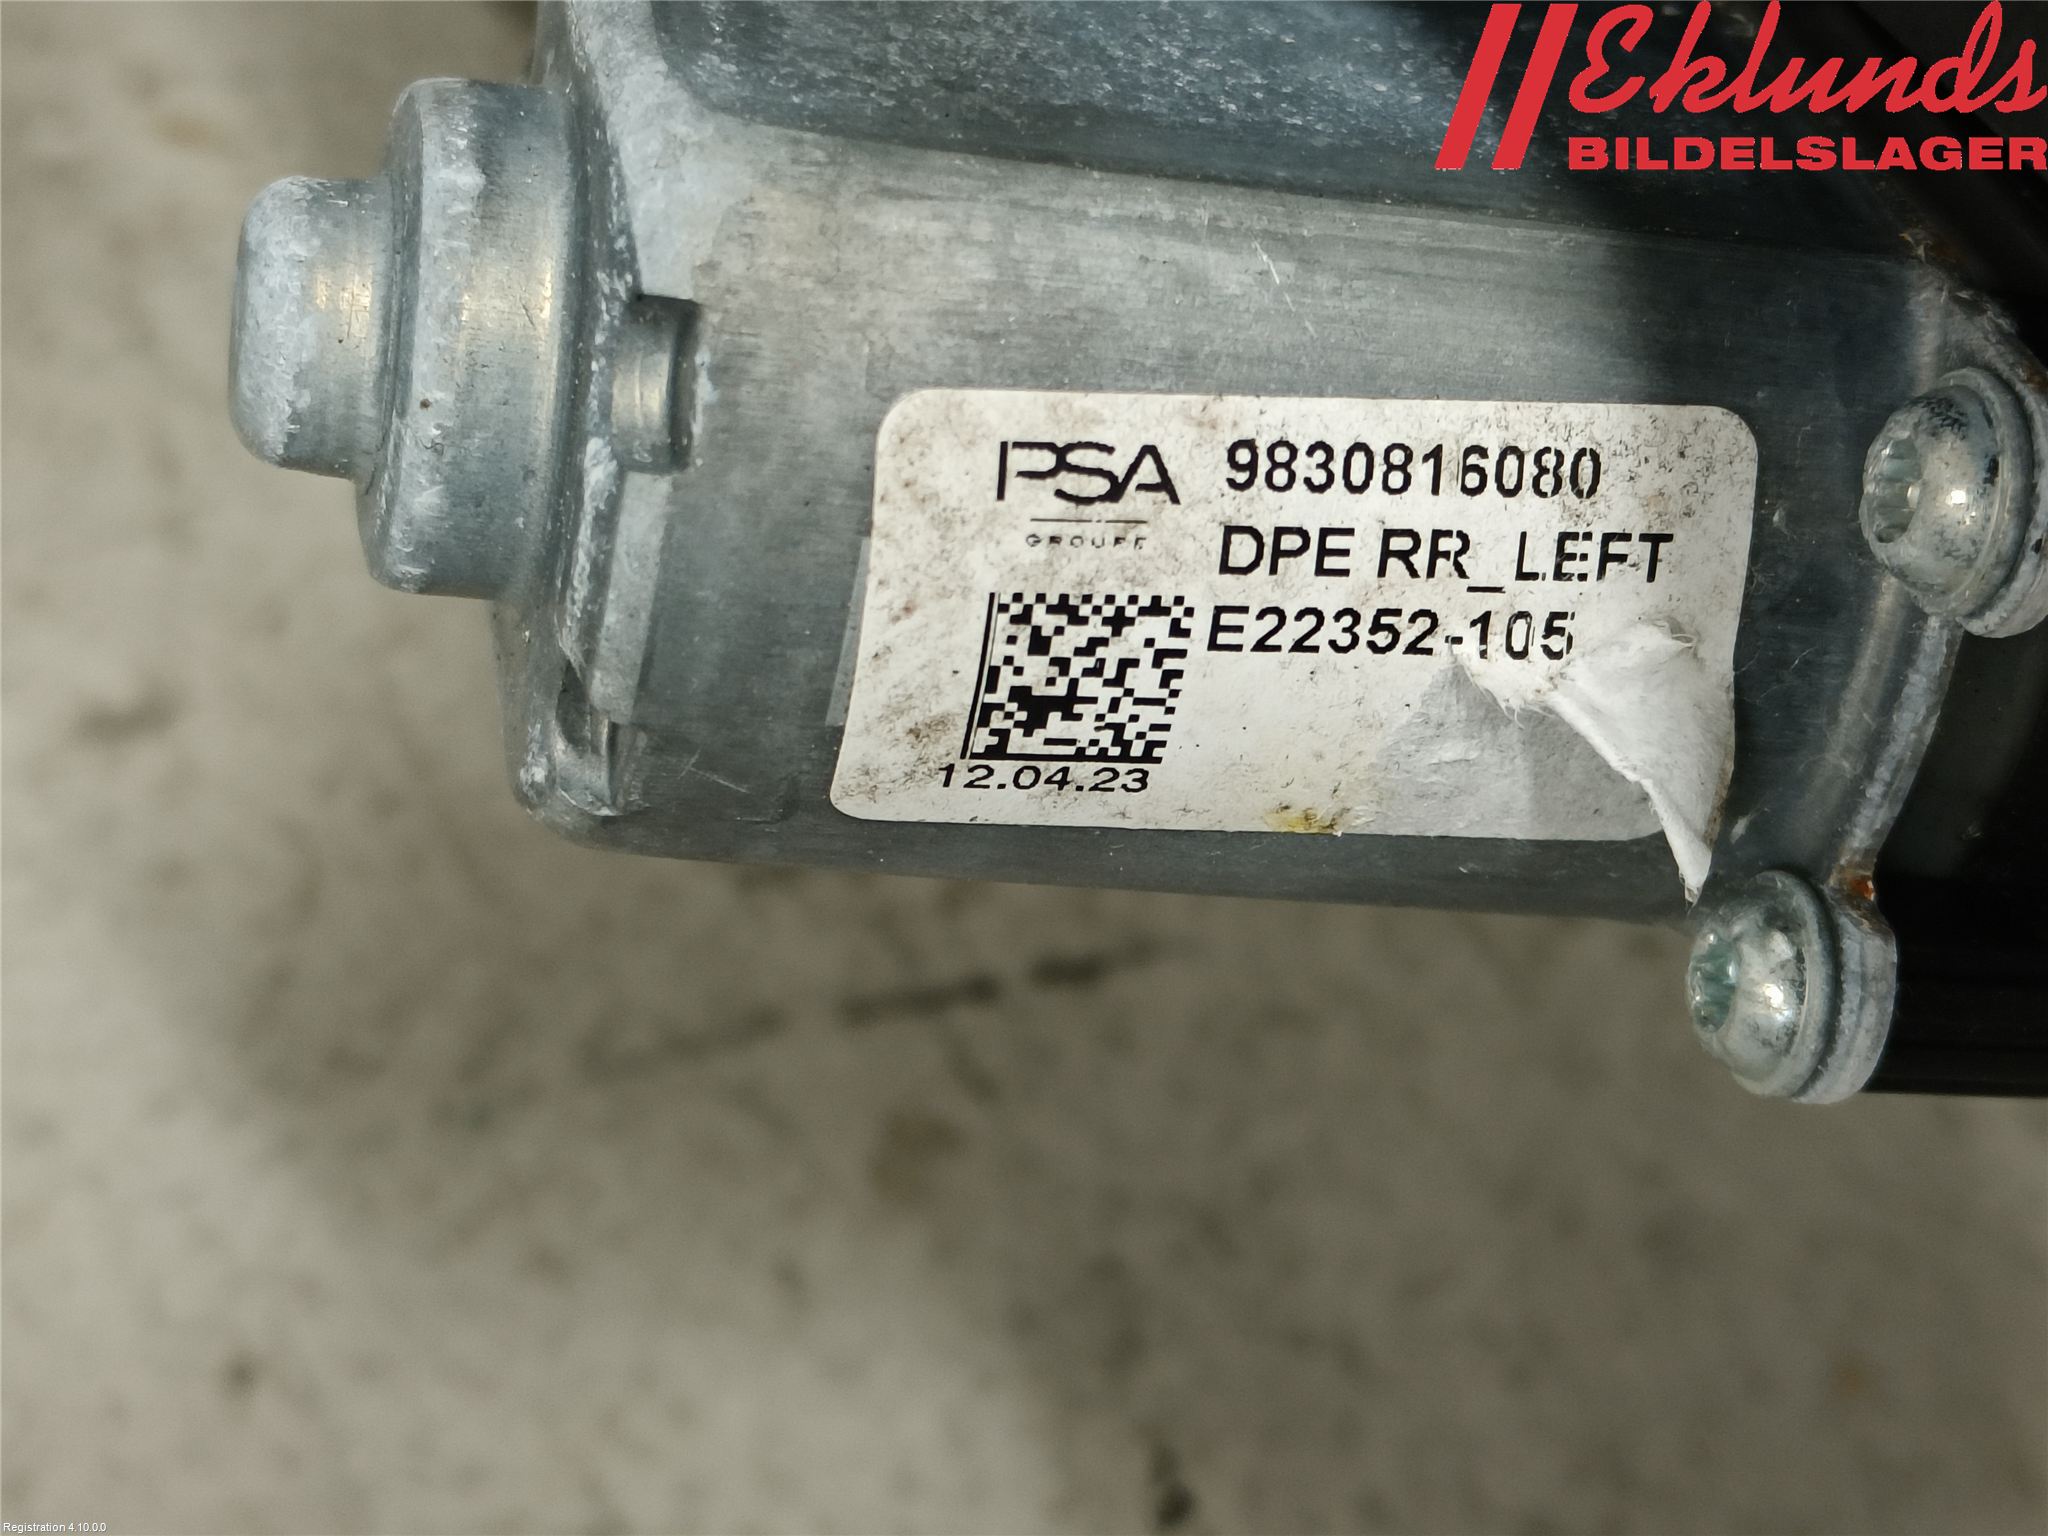 Eklunds
BILDELSLAGER
PSA
GROUPE
9830816080
DPE RR_LEFT
E22352-105
12.04.23
Registration 4.10.0.0